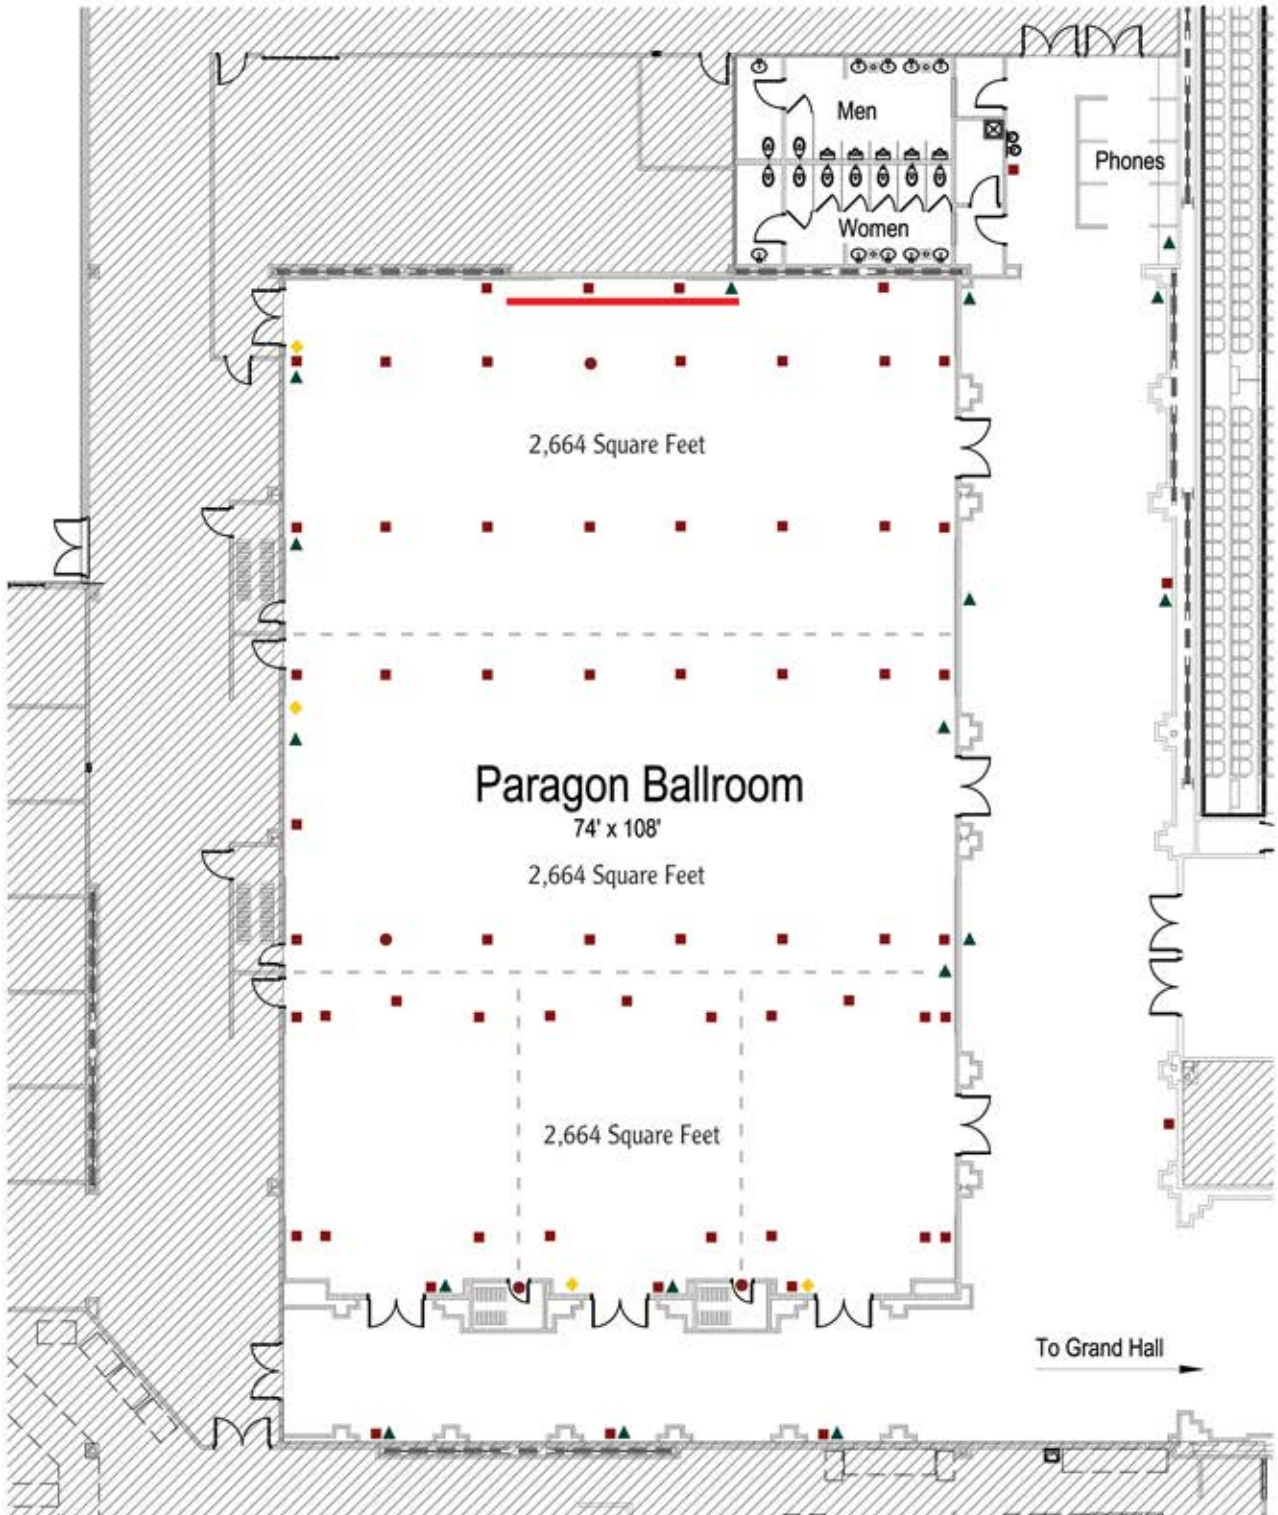 Men
Phones
Women
2,664 Square Feet
Paragon Ballroom
74' x 108'
2,664 Square Feet
2,664 Square Feet
To Grand Hall